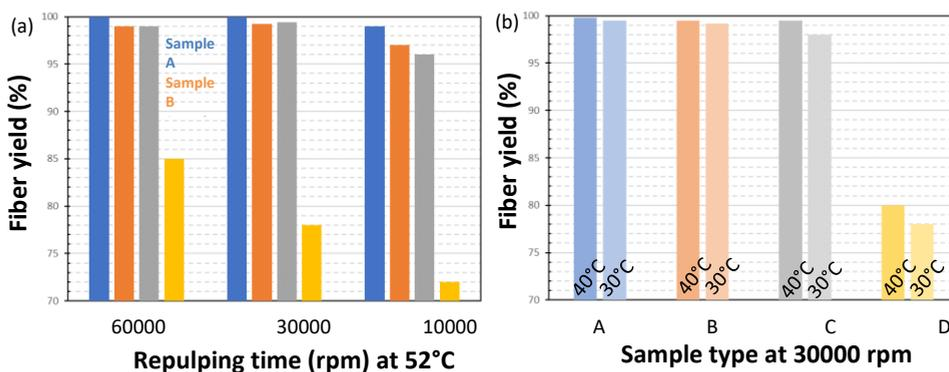 (a)
Fiber yield (%)
100
95
90
85
80
75
70
Sample
A
Sample
B
60000
30000
10000
Repulping time (rpm) at 52°C
(b)
Fiber yield (%)
100
95
90
85
80
75
70
40°C
30°C
40°C
30°C
40°C
30°C
40°C
30°C
A
B
C
D
Sample type at 30000 rpm